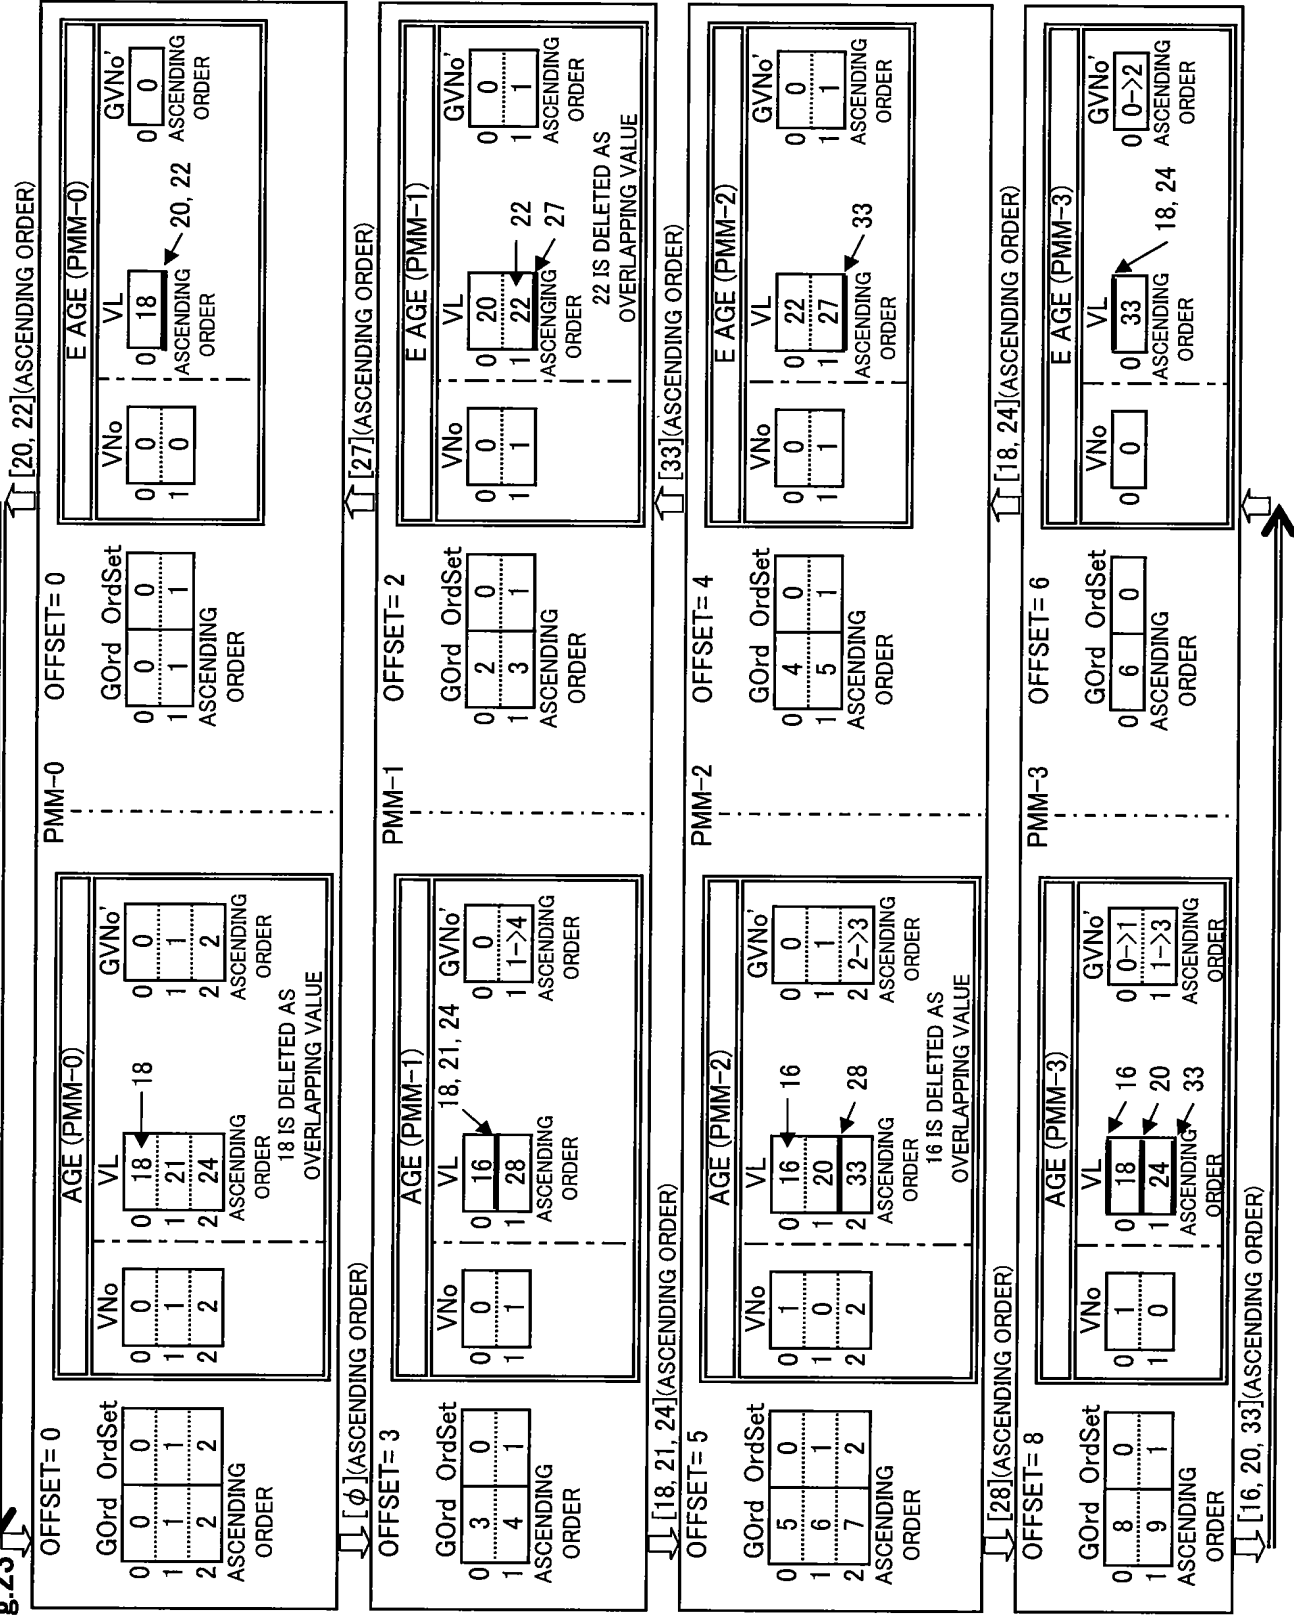 g.23
[20, 22](ASCENDING ORDER)
OFFSET= 0
PMM-0
OFFSET= 0
GOrd OrdSet
0 0 0
1 1 1
2 2 2
ASCENDING
ORDER
AGE (PMM-0)
VNo
0 0
1 1
2 2
VL
0 18
1 21
2 24
18
ASCENDING
ORDER
18 IS DELETED AS
OVERLAPPING VALUE
GVNo'
0 0
1 1
2 2
ASCENDING
ORDER
GOrd OrdSet
0 0 0
1 1 1
ASCENDING
ORDER
E AGE (PMM-0)
VNo
0 0
1 0
VL
0 18
20, 22
ASCENDING
ORDER
GVNo'
0 0
ASCENDING
ORDER
[φ](ASCENDING ORDER)
[27](ASCENDING ORDER)
OFFSET= 3
PMM-1
OFFSET= 2
GOrd OrdSet
0 3 0
1 4 1
ASCENDING
ORDER
AGE (PMM-1)
VNo
0 0
1 1
VL
0 16
1 28
18, 21, 24
ASCENDING
ORDER
GVNo'
0 0
1 1->4
ASCENDING
ORDER
GOrd OrdSet
0 2 0
1 3 1
ASCENDING
ORDER
E AGE (PMM-1)
VNo
0 0
1 1
VL
0 20
1 22
22
27
ASCENGING
ORDER
22 IS DELETED AS
OVERLAPPING VALUE
GVNo'
0 0
1 1
ASCENDING
ORDER
[18, 21, 24](ASCENDING ORDER)
[33](ASCENDING ORDER)
OFFSET= 5
PMM-2
OFFSET= 4
GOrd OrdSet
0 5 0
1 6 1
2 7 2
ASCENDING
ORDER
AGE (PMM-2)
VNo
0 1
1 0
2 2
VL
0 16
1 20
2 33
16
28
ASCENDING
ORDER
16 IS DELETED AS
OVERLAPPING VALUE
GVNo'
0 0
1 1
2 2->3
ASCENDING
ORDER
GOrd OrdSet
0 4 0
1 5 1
ASCENDING
ORDER
E AGE (PMM-2)
VNo
0 0
1 1
VL
0 22
1 27
33
ASCENDING
ORDER
GVNo'
0 0
1 1
ASCENDING
ORDER
[28](ASCENDING ORDER)
[18, 24](ASCENDING ORDER)
OFFSET= 8
PMM-3
OFFSET= 6
GOrd OrdSet
0 8 0
1 9 1
ASCENDING
ORDER
AGE (PMM-3)
VNo
0 1
1 0
VL
0 18
1 24
16
20
33
ASCENDING
ORDER
GVNo'
0 0->1
1 1->3
ASCENDING
ORDER
GOrd OrdSet
0 6 0
ASCENDING
ORDER
E AGE (PMM-3)
VNo
0 0
VL
0 33
18, 24
ASCENDING
ORDER
GVNo'
0 0->2
ASCENDING
ORDER
[16, 20, 33](ASCENDING ORDER)